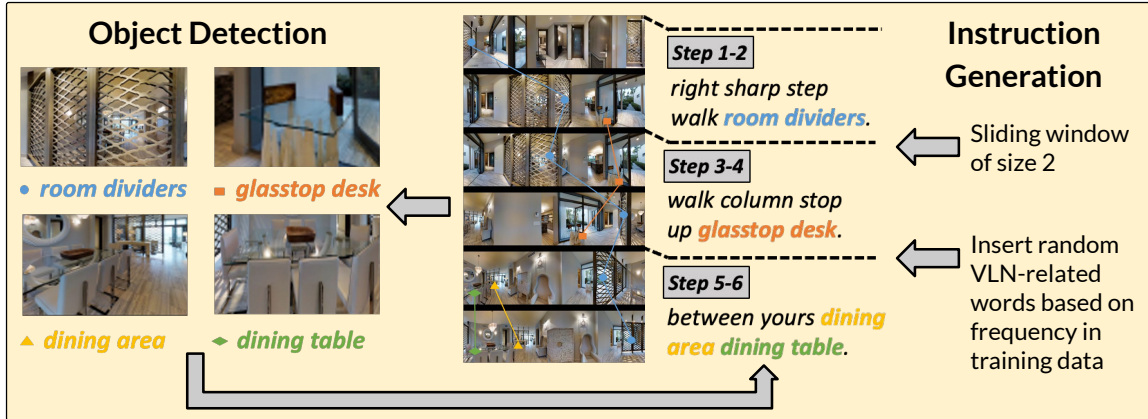 Object Detection
room dividers
glasstop desk
dining area
dining table
Step 1-2
right sharp step
walk room dividers.
Step 3-4
walk column stop
up glasstop desk.
Step 5-6
between yours dining
area dining table.
Instruction
Generation
Sliding window
of size 2
Insert random
VLN-related
words based on
frequency in
training data